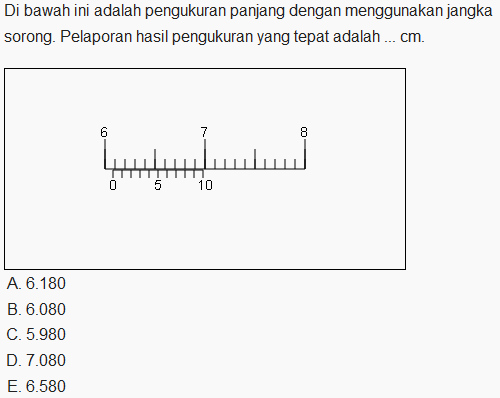 Di bawah ini adalah pengukuran panjang dengan menggunakan jangka
sorong. Pelaporan hasil pengukuran yang tepat adalah ... cm.
6 7 8
0 5 10
A. 6.180
B. 6.080
C. 5.980
D. 7.080
E. 6.580